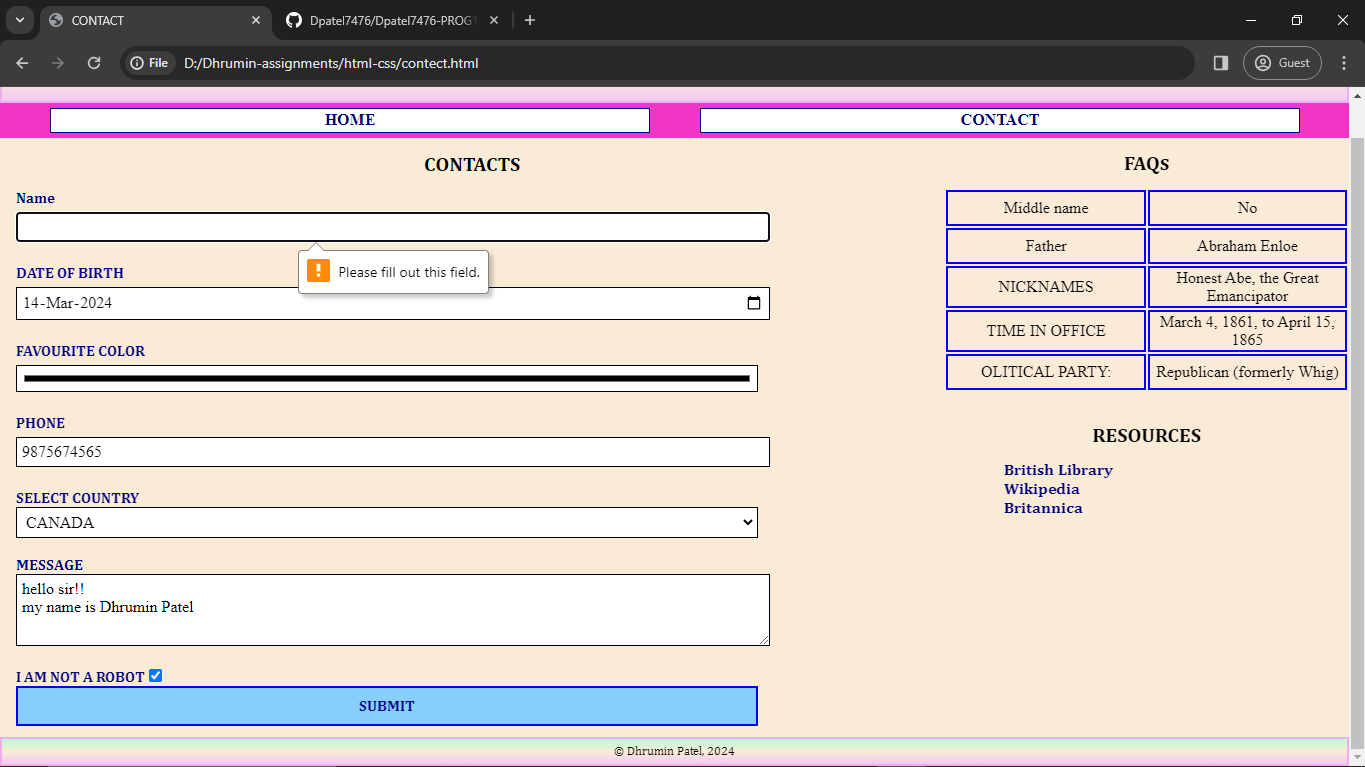 CONTACT
Dpatel7476/Dpatel7476-PROG1
File
D:/Dhrumin-assignments/html-css/contect.html
Guest
HOME
CONTACT
CONTACTS
Name
Please fill out this field.
DATE OF BIRTH
14-Mar-2024
FAVOURITE COLOR
PHONE
9875674565
SELECT COUNTRY
CANADA
MESSAGE
hello sir!!
my name is Dhrumin Patel
I AM NOT A ROBOT
SUBMIT
FAQs
Middle name
No
Father
Abraham Enloe
NICKNAMES
Honest Abe, the Great
Emancipator
TIME IN OFFICE
March 4, 1861, to April 15,
1865
OLITICAL PARTY:
Republican (formerly Whig)
RESOURCES
British Library
Wikipedia
Britannica
© Dhrumin Patel, 2024